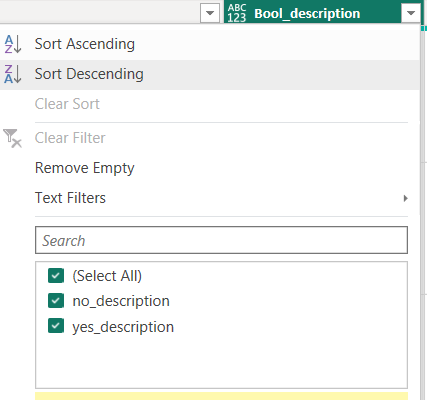 ABC
123
Bool_description
A
Z
Sort Ascending
Z
A
Sort Descending
Clear Sort
Clear Filter
Remove Empty
Text Filters
Search
(Select All)
no_description
yes_description